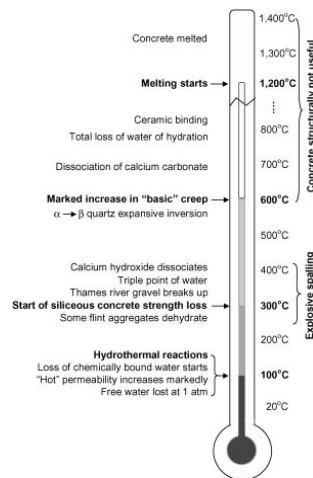 Concrete melted
Melting starts
Ceramic binding
Total loss of water of hydration
Dissociation of calcium carbonate
Marked increase in “basic” creep
α → β quartz expansive inversion
Calcium hydroxide dissociates
Triple point of water
Thames river gravel breaks up
Start of siliceous concrete strength loss
Some flint aggregates dehydrate
Hydrothermal reactions
Loss of chemically bound water starts
“Hot” permeability increases markedly
Free water lost at 1 atm
1,400°C
1,300°C
1,200°C
800°C
700°C
600°C
500°C
400°C
300°C
200°C
100°C
20°C
Concrete structurally not useful
Explosive spalling